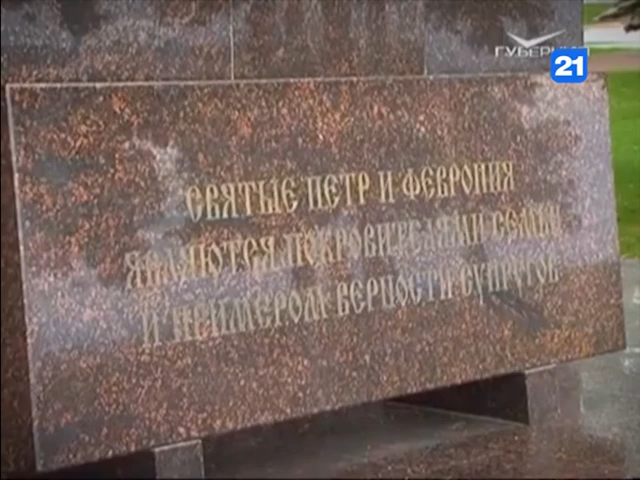 ГУБЕРНИЯ
21
СВЯТЫЕ ПЕТР И ФЕВРОНИЯ
ЯВЛЯЮТСЯ ПОКРОВИТЕЛЯМИ СЕМЬИ
И ПРИМЕРОМ ВЕРНОСТИ СУПРУГОВ